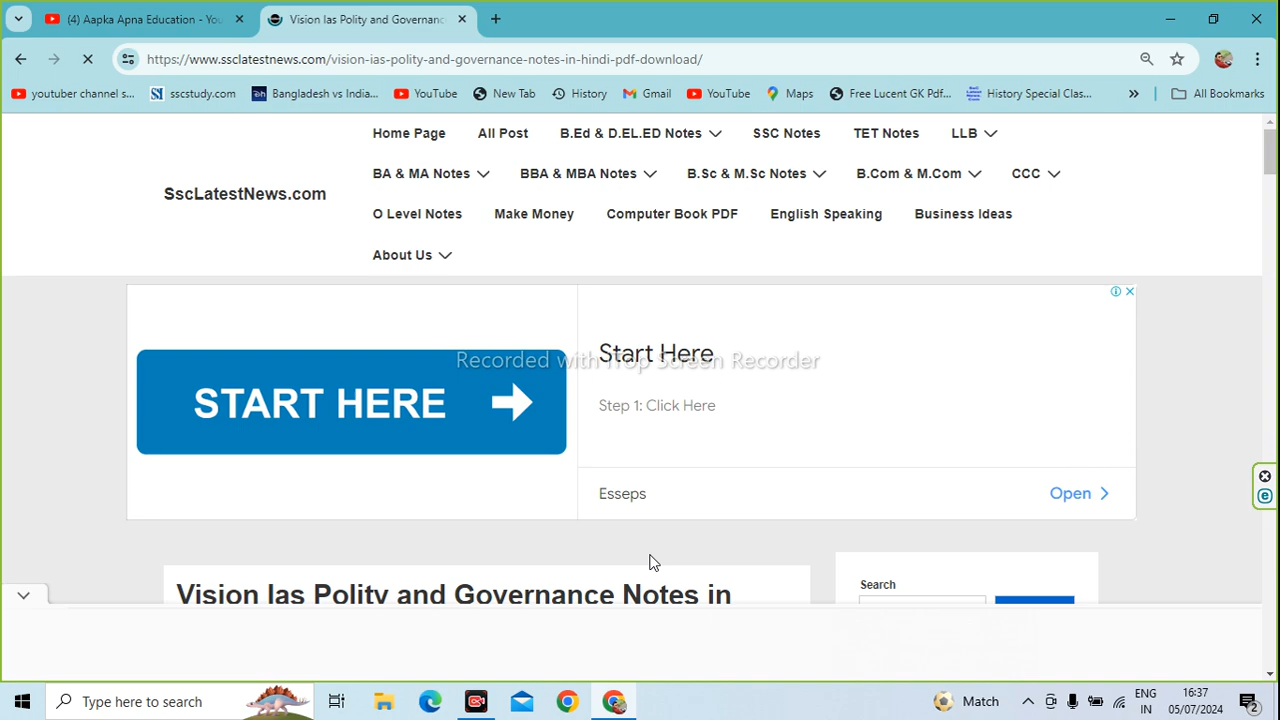 (4) Aapka Apna Education - You
Vision Ias Polity and Governanc
https://www.ssclatestnews.com/vision-ias-polity-and-governance-notes-in-hindi-pdf-download/
youtuber channel s...
sscstudy.com
Bangladesh vs India...
YouTube
New Tab
History
Gmail
YouTube
Maps
Free Lucent GK Pdf...
History Special Clas...
All Bookmarks
Home Page
All Post
B.Ed & D.EL.ED Notes
SSC Notes
TET Notes
LLB
BA & MA Notes
BBA & MBA Notes
B.Sc & M.Sc Notes
B.Com & M.Com
CCC
SscLatestNews.com
O Level Notes
Make Money
Computer Book PDF
English Speaking
Business Ideas
About Us
START HERE
Start Here
Recorded with iTop Screen Recorder
Step 1: Click Here
Esseps
Open
Vision Ias Polity and Governance Notes in
Search
Type here to search
Match
ENG
IN
6:37
05/07/2024
2